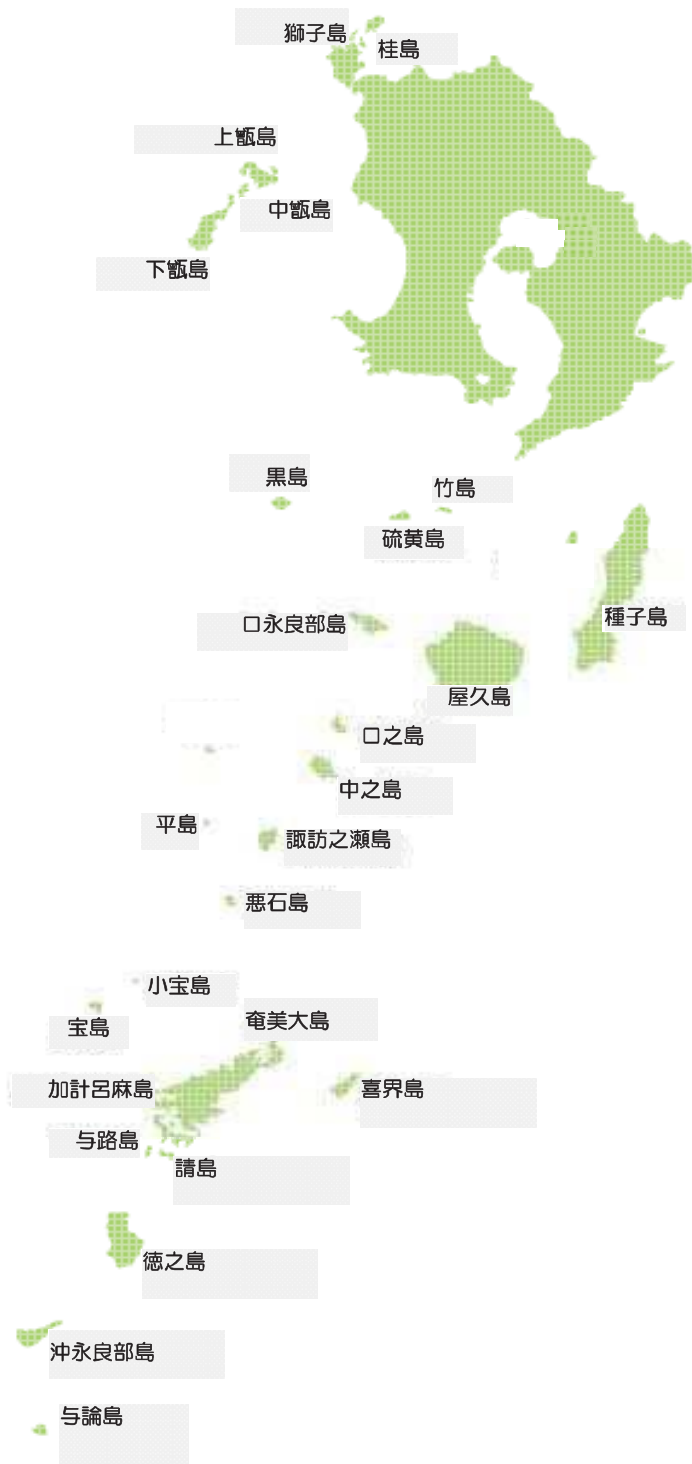 獅子島
桂島
上甑島
中甑島
下甑島
黒島
竹島
硫黄島
種子島
口永良部島
屋久島
口之島
中之島
平島
諏訪之瀬島
悪石島
小宝島
宝島
奄美大島
加計呂麻島
喜界島
与路島
請島
徳之島
沖永良部島
与論島